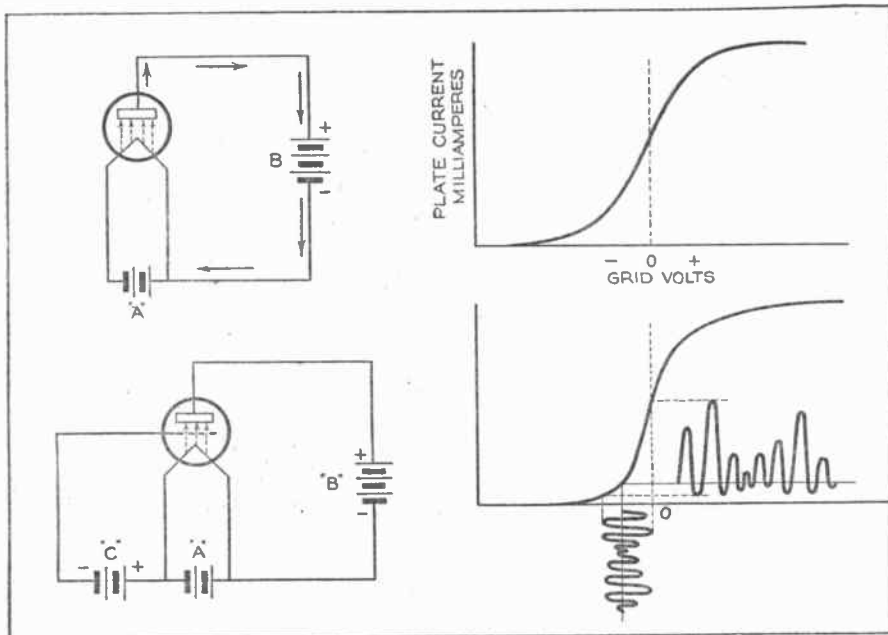 +
B
-
"A"
PLATE CURRENT
MILLIAMPERES
- 0 +
GRID VOLTS
+
"B"
-
"C"
- +
"A"
0